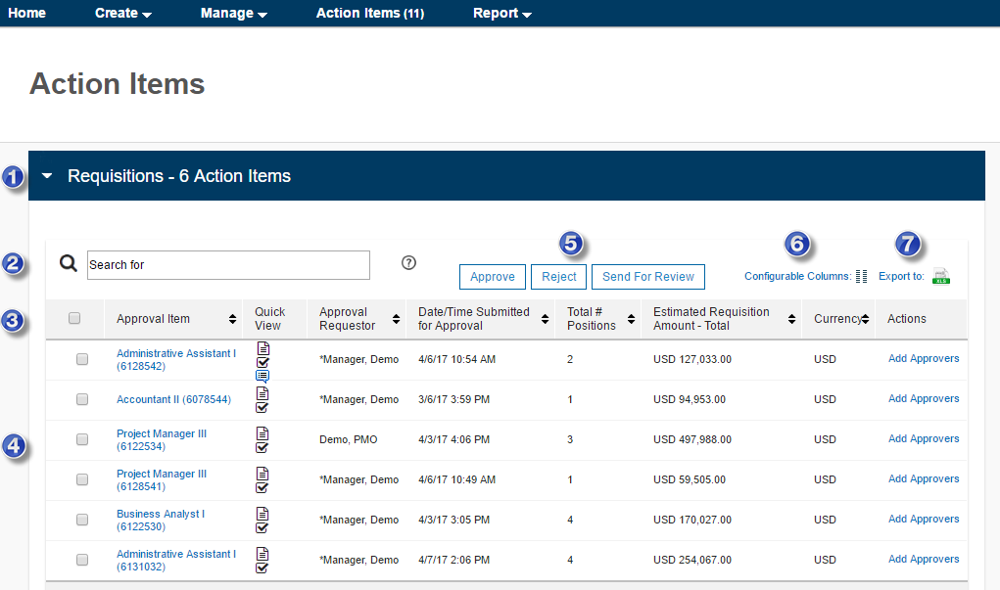 Home Create Manage Action Items (11) Report
Action Items
1 Requisitions - 6 Action Items
2 Search for ? Approve 5 Reject Send For Review 6 Configurable Columns: 7 Export to: XLS
3 Approval Item Quick View Approval Requestor Date/Time Submitted for Approval Total # Positions Estimated Requisition Amount - Total Currency Actions
Administrative Assistant I (6128542) *Manager, Demo 4/6/17 10:54 AM 2 USD 127,033.00 USD Add Approvers
Accountant II (6078544) *Manager, Demo 3/6/17 3:59 PM 1 USD 94,953.00 USD Add Approvers
4 Project Manager III (6122534) Demo, PMO 4/3/17 4:06 PM 3 USD 497,988.00 USD Add Approvers
Project Manager III (6128541) *Manager, Demo 4/6/17 10:49 AM 1 USD 59,505.00 USD Add Approvers
Business Analyst I (6122530) *Manager, Demo 4/3/17 3:05 PM 4 USD 170,027.00 USD Add Approvers
Administrative Assistant I (6131032) *Manager, Demo 4/7/17 2:06 PM 4 USD 254,067.00 USD Add Approvers